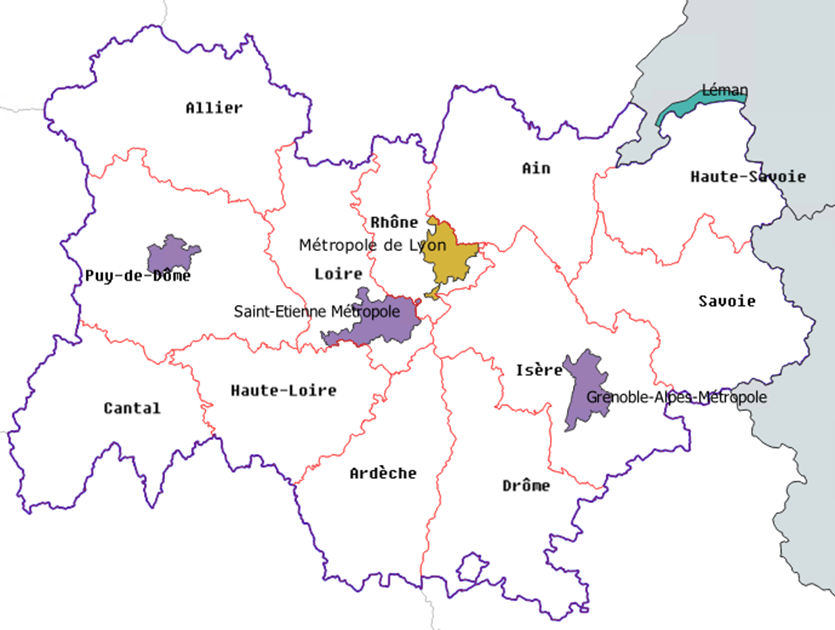 Léman
Allier
Ain
Haute-Savoie
Rhône
Métropole de Lyon
Puy-de-Dôme
Loire
Savoie
Saint-Etienne Métropole
Isère
Haute-Loire
Grenoble-Alpes-Métropole
Cantal
Ardèche
Drôme